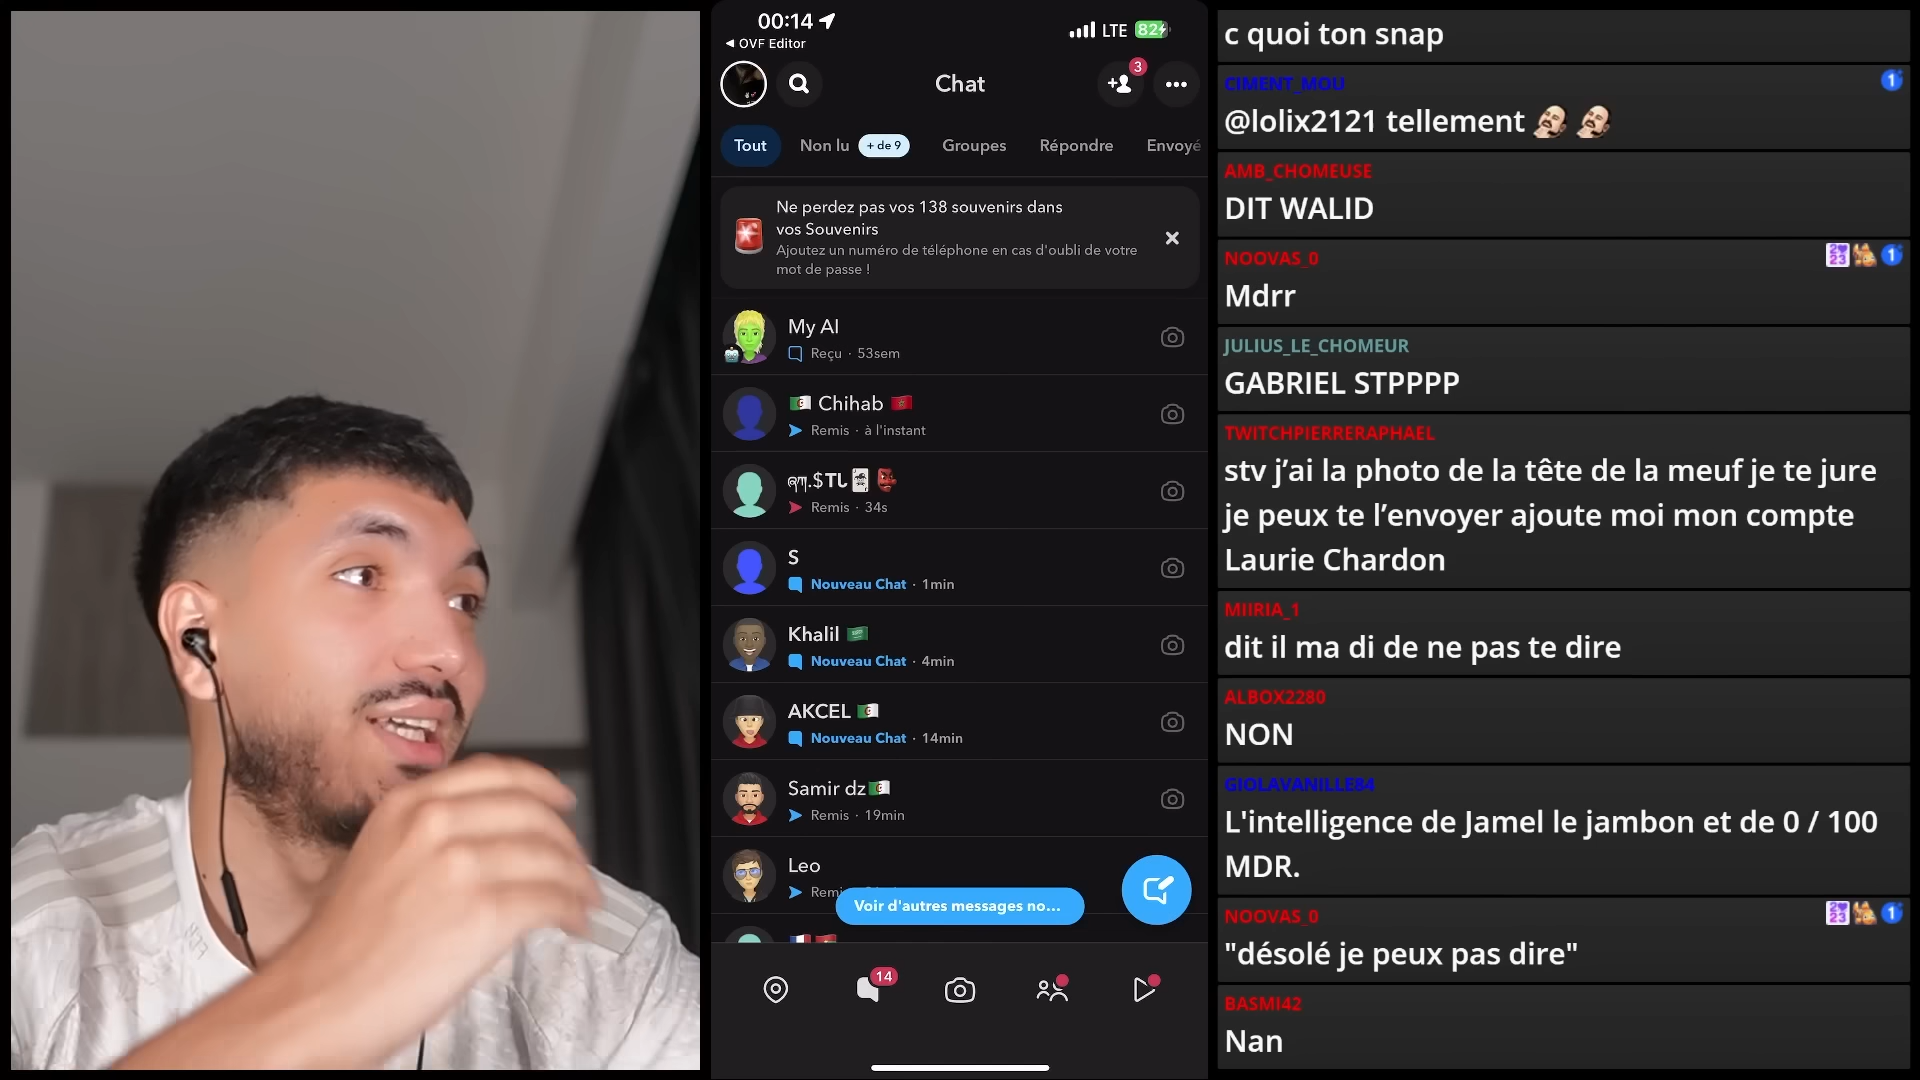 00:14
LTE
82
◀ OVF Editor
Chat
3
Tout
Non lu
+ de 9
Groupes
Répondre
Envoyé
Ne perdez pas vos 138 souvenirs dans
vos Souvenirs
Ajoutez un numéro de téléphone en cas d'oubli de votre
mot de passe !
My AI
Reçu · 53sem
Chihab
Remis · à l'instant
Remis · 34s
S
Nouveau Chat · 1min
Khalil
Nouveau Chat · 4min
AKCEL
Nouveau Chat · 14min
Samir dz
Remis · 19min
Leo
Voir d'autres messages no...
14
c quoi ton snap
CIMENT_MOU
1
@lolix2121 tellement
AMB_CHOMEUSE
DIT WALID
NOOVAS_0
1
Mdrr
JULIUS_LE_CHOMEUR
GABRIEL STPPPP
TWITCHPIERRERAPHAEL
stv j’ai la photo de la tête de la meuf je te jure
je peux te l’envoyer ajoute moi mon compte
Laurie Chardon
MIIRIA_1
dit il ma di de ne pas te dire
ALBOX2280
NON
GIOLAVANILLE84
L'intelligence de Jamel le jambon et de 0 / 100
MDR.
NOOVAS_0
1
"désolé je peux pas dire"
BASMI42
Nan